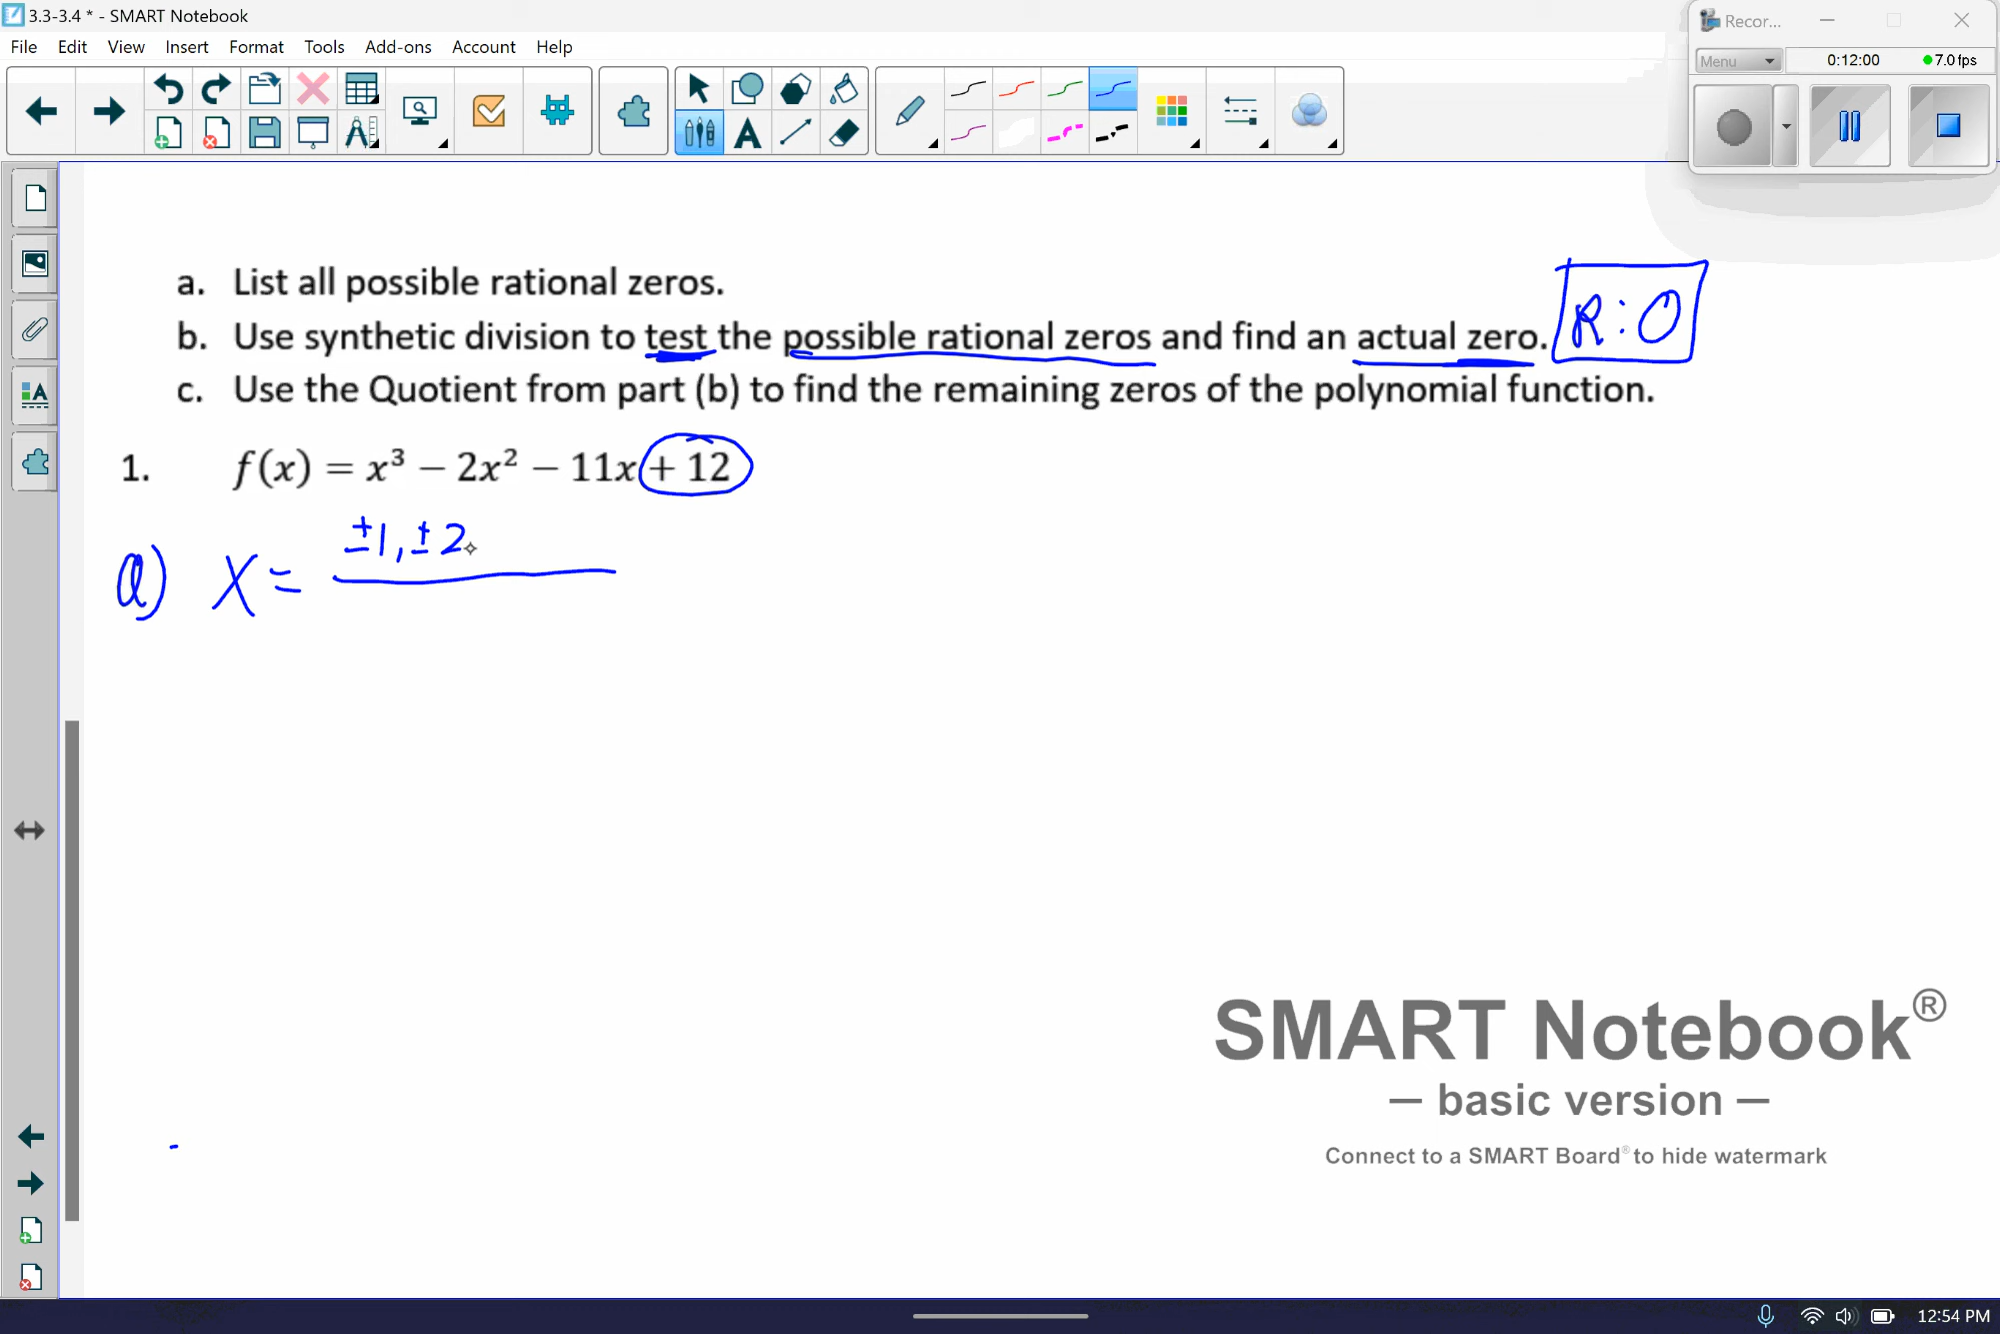 3.3-3.4 * - SMART Notebook
Recor...
File Edit View Insert Format Tools Add-ons Account Help
Menu 0:12:00 7.0fps
a. List all possible rational zeros.
b. Use synthetic division to test the possible rational zeros and find an actual zero. R:0
c. Use the Quotient from part (b) to find the remaining zeros of the polynomial function.
1. f(x) = x³ − 2x² − 11x + 12
±1, ±2
a) X =
SMART Notebook®
— basic version —
Connect to a SMART Board® to hide watermark
12:54 PM